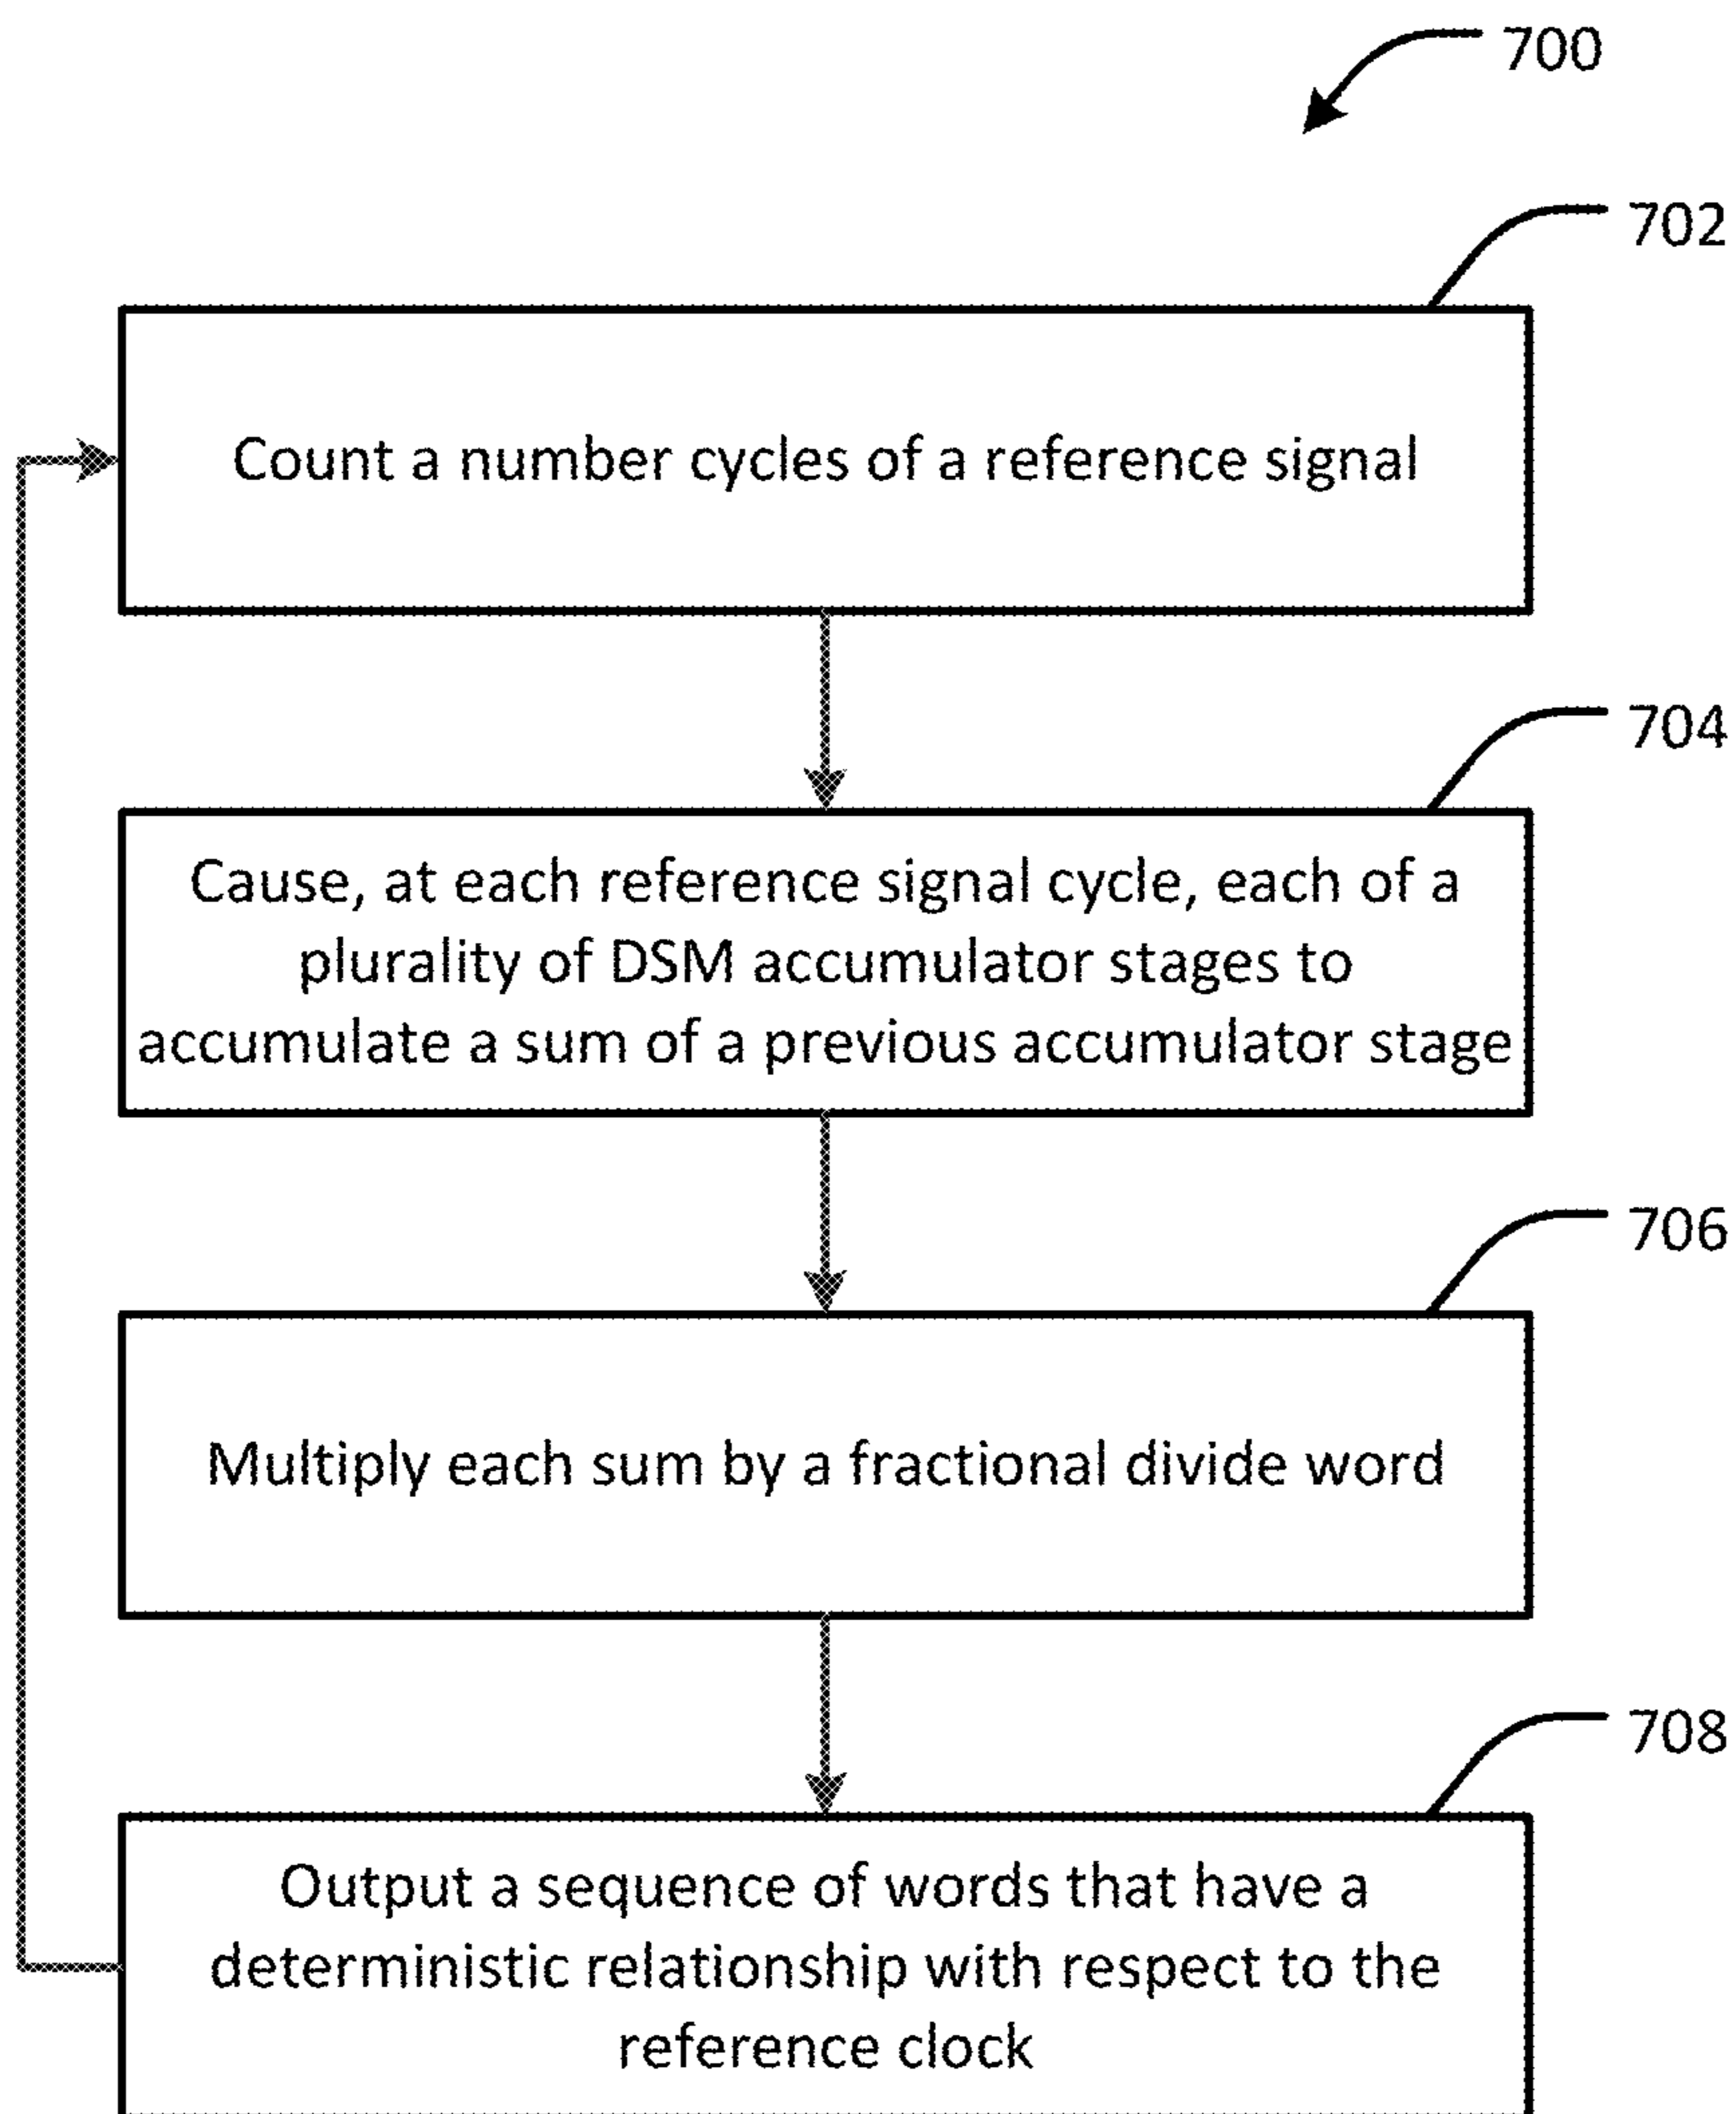 700
702
Count a number cycles of a reference signal
704
Cause, at each reference signal cycle, each of a
plurality of DSM accumulator stages to
accumulate a sum of a previous accumulator stage
706
Multiply each sum by a fractional divide word
708
Output a sequence of words that have a
deterministic relationship with respect to the
reference clock